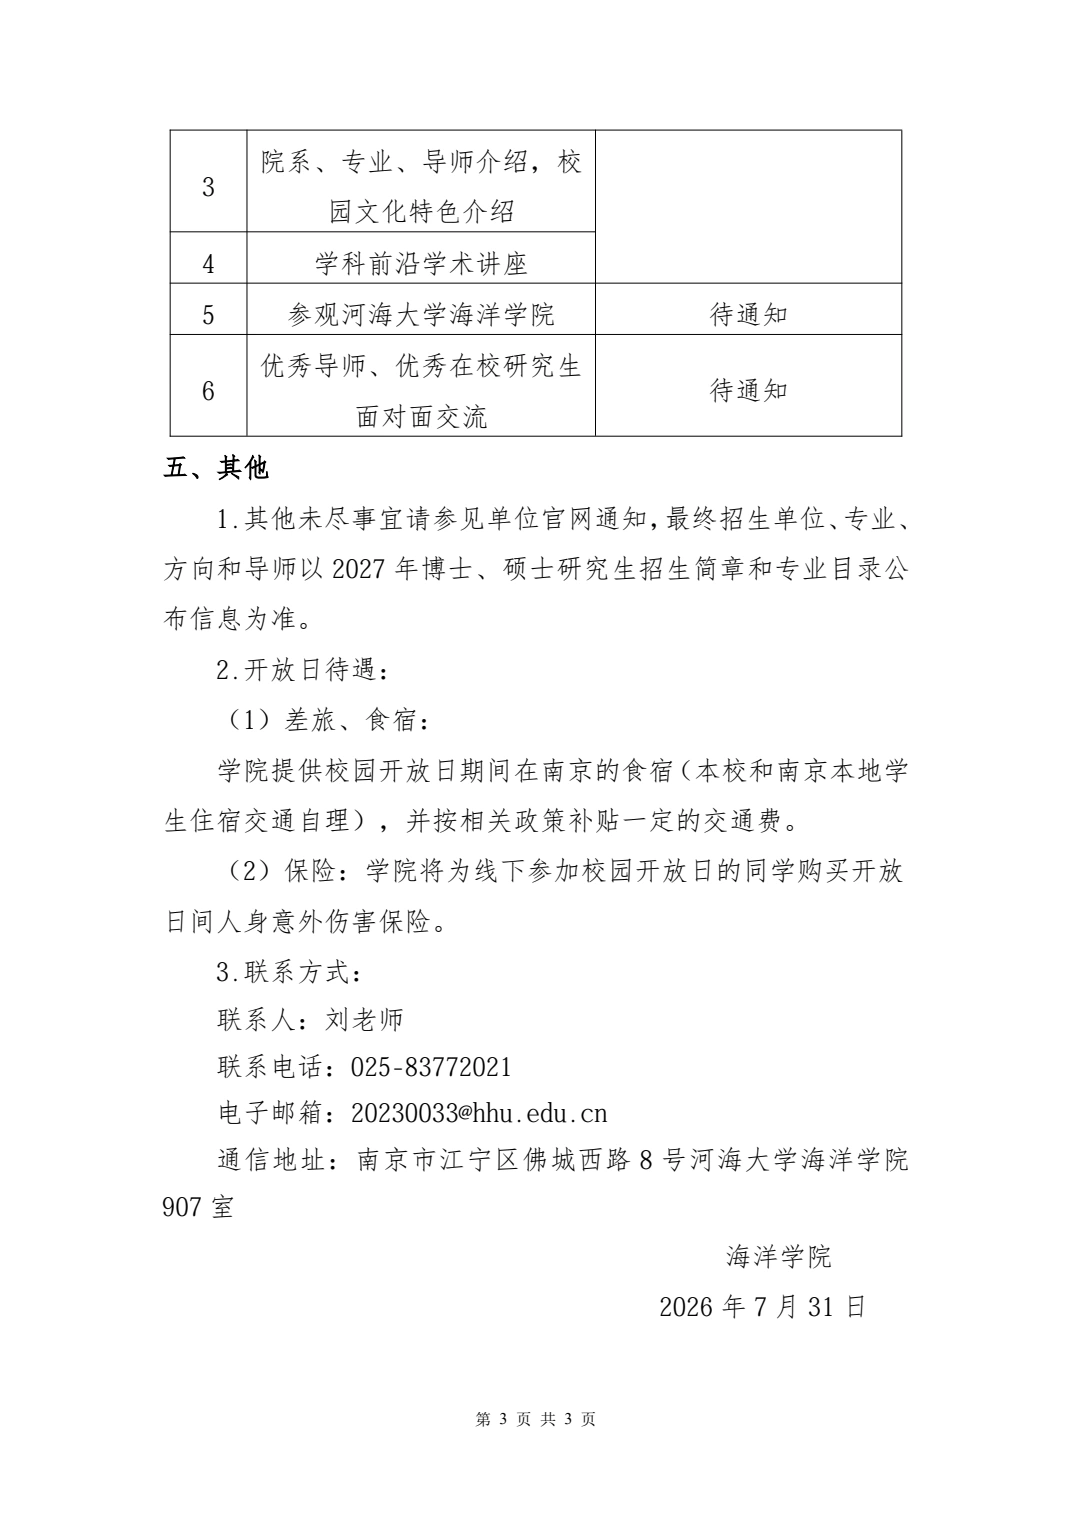 3
院系、专业、导师介绍，校
园文化特色介绍
4
学科前沿学术讲座
5
参观河海大学海洋学院
待通知
6
优秀导师、优秀在校研究生
面对面交流
待通知
五、其他
1.其他未尽事宜请参见单位官网通知，最终招生单位、专业、
方向和导师以 2027 年博士、硕士研究生招生简章和专业目录公
布信息为准。
2.开放日待遇：
（1）差旅、食宿：
学院提供校园开放日期间在南京的食宿（本校和南京本地学
生住宿交通自理），并按相关政策补贴一定的交通费。
（2）保险：学院将为线下参加校园开放日的同学购买开放
日间人身意外伤害保险。
3.联系方式：
联系人：刘老师
联系电话：025-83772021
电子邮箱：20230033@hhu.edu.cn
通信地址：南京市江宁区佛城西路 8 号河海大学海洋学院
907 室
海洋学院
2026 年 7 月 31 日
第 3 页 共 3 页